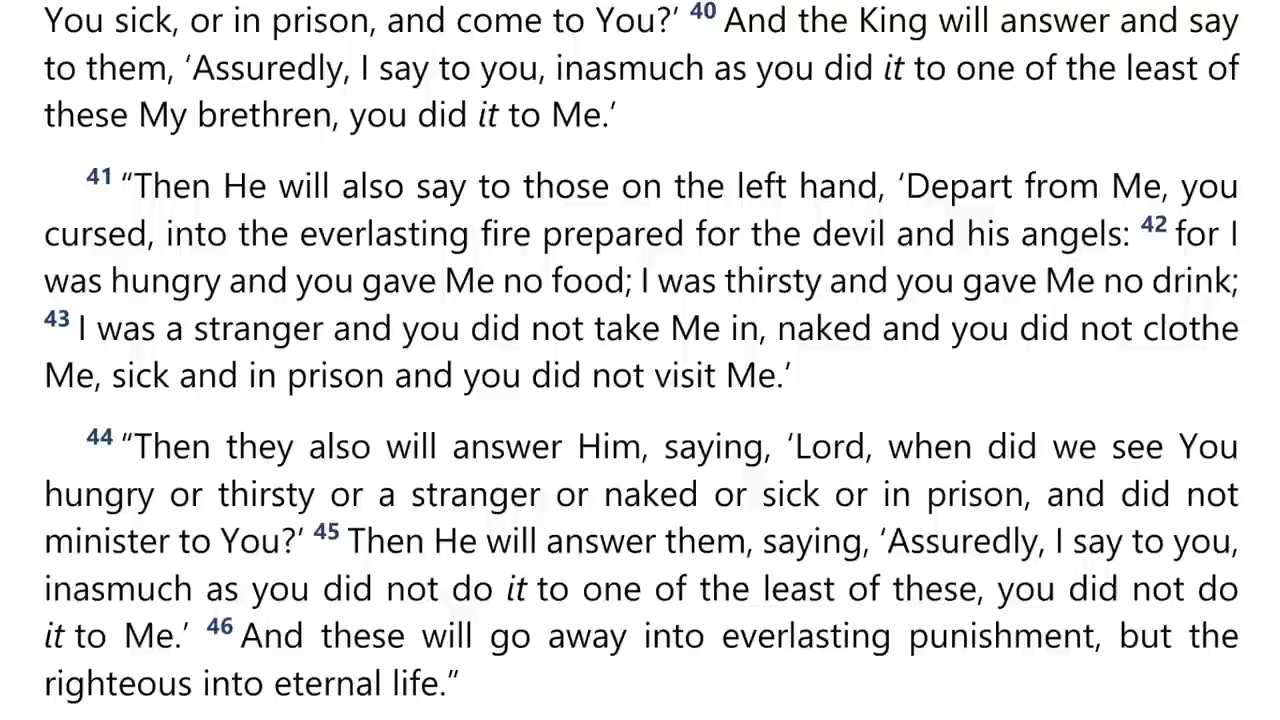 You sick, or in prison, and come to You?’ 40 And the King will answer and say
to them, ‘Assuredly, I say to you, inasmuch as you did it to one of the least of
these My brethren, you did it to Me.’
41 “Then He will also say to those on the left hand, ‘Depart from Me, you
cursed, into the everlasting fire prepared for the devil and his angels: 42 for I
was hungry and you gave Me no food; I was thirsty and you gave Me no drink;
43 I was a stranger and you did not take Me in, naked and you did not clothe
Me, sick and in prison and you did not visit Me.’
44 “Then they also will answer Him, saying, ‘Lord, when did we see You
hungry or thirsty or a stranger or naked or sick or in prison, and did not
minister to You?’ 45 Then He will answer them, saying, ‘Assuredly, I say to you,
inasmuch as you did not do it to one of the least of these, you did not do
it to Me.’ 46 And these will go away into everlasting punishment, but the
righteous into eternal life.”